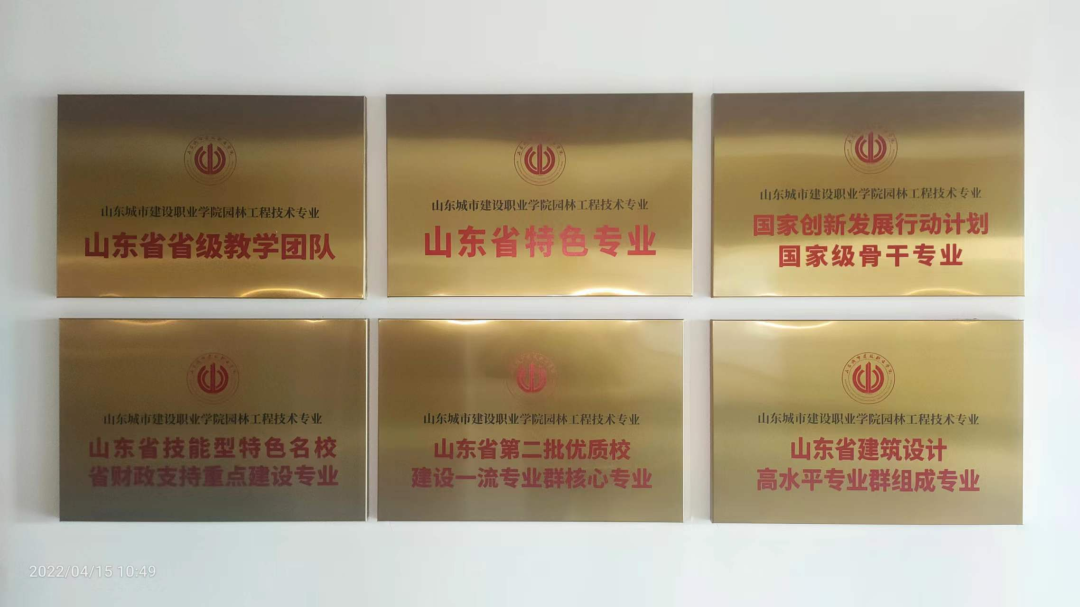 山东城市建设职业学院园林工程技术专业
山东省省级教学团队
山东城市建设职业学院园林工程技术专业
山东省特色专业
山东城市建设职业学院园林工程技术专业
国家创新发展行动计划
国家级骨干专业
山东城市建设职业学院园林工程技术专业
山东省技能型特色名校
省财政支持重点建设专业
山东城市建设职业学院园林工程技术专业
山东省第二批优质校
建设一流专业群核心专业
山东城市建设职业学院园林工程技术专业
山东省建筑设计
高水平专业群组成专业
2022/04/15 10:49